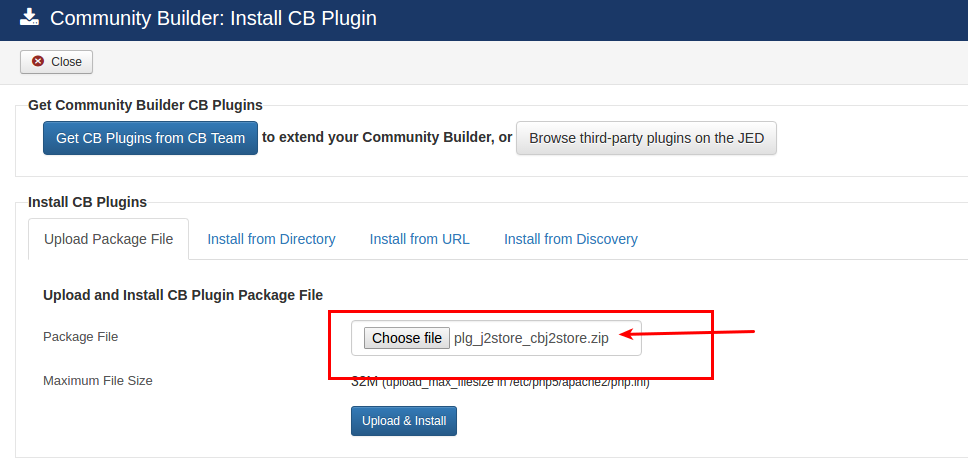 Community Builder: Install CB Plugin
Close
Get Community Builder CB Plugins
Get CB Plugins from CB Team to extend your Community Builder, or Browse third-party plugins on the JED
Install CB Plugins
Upload Package File Install from Directory Install from URL Install from Discovery
Upload and Install CB Plugin Package File
Package File Choose file plg_j2store_cbj2store.zip
Maximum File Size 32M (upload_max_filesize in /etc/php5/apache2/php.ini)
Upload & Install